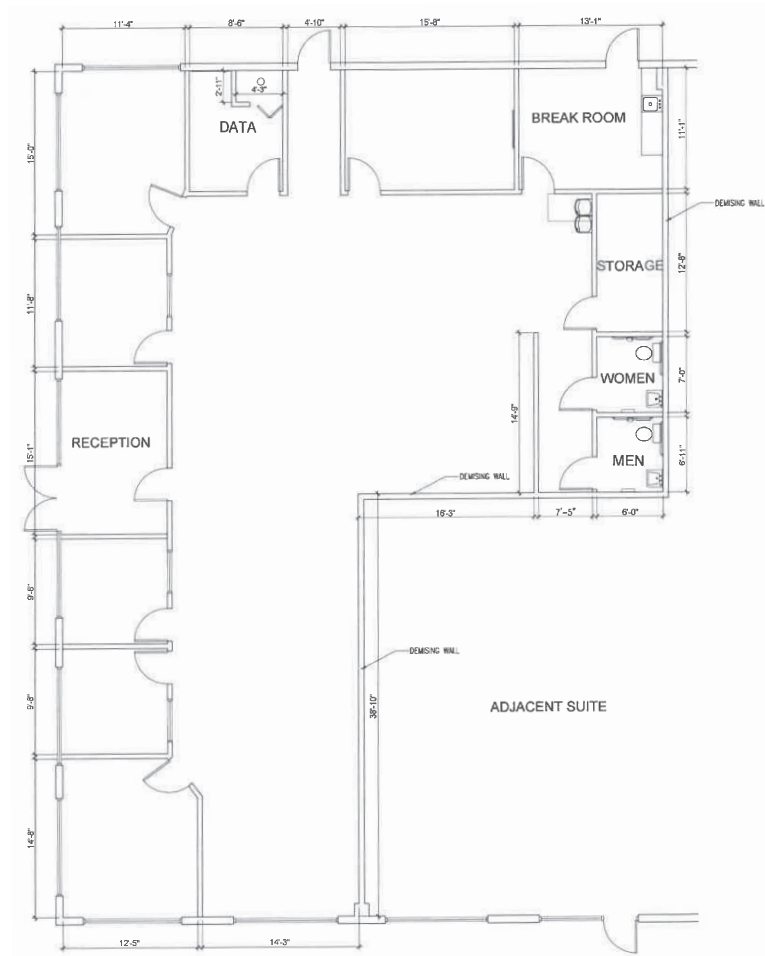 11'-4"
8'-6"
4'-10"
15'-8"
13'-1"
2'-11"
4'-3"
DATA
BREAK ROOM
11'-1"
15'-0"
DEMISING WALL
STORAGE
12'-8"
11'-8"
WOMEN
7'-0"
14'-9"
RECEPTION
15'-1"
MEN
6'-11"
DEMISING WALL
16'-3"
7'-5"
6'-0"
DEMISING WALL
9'-8"
38'-10"
ADJACENT SUITE
14'-8"
12'-5"
14'-3"